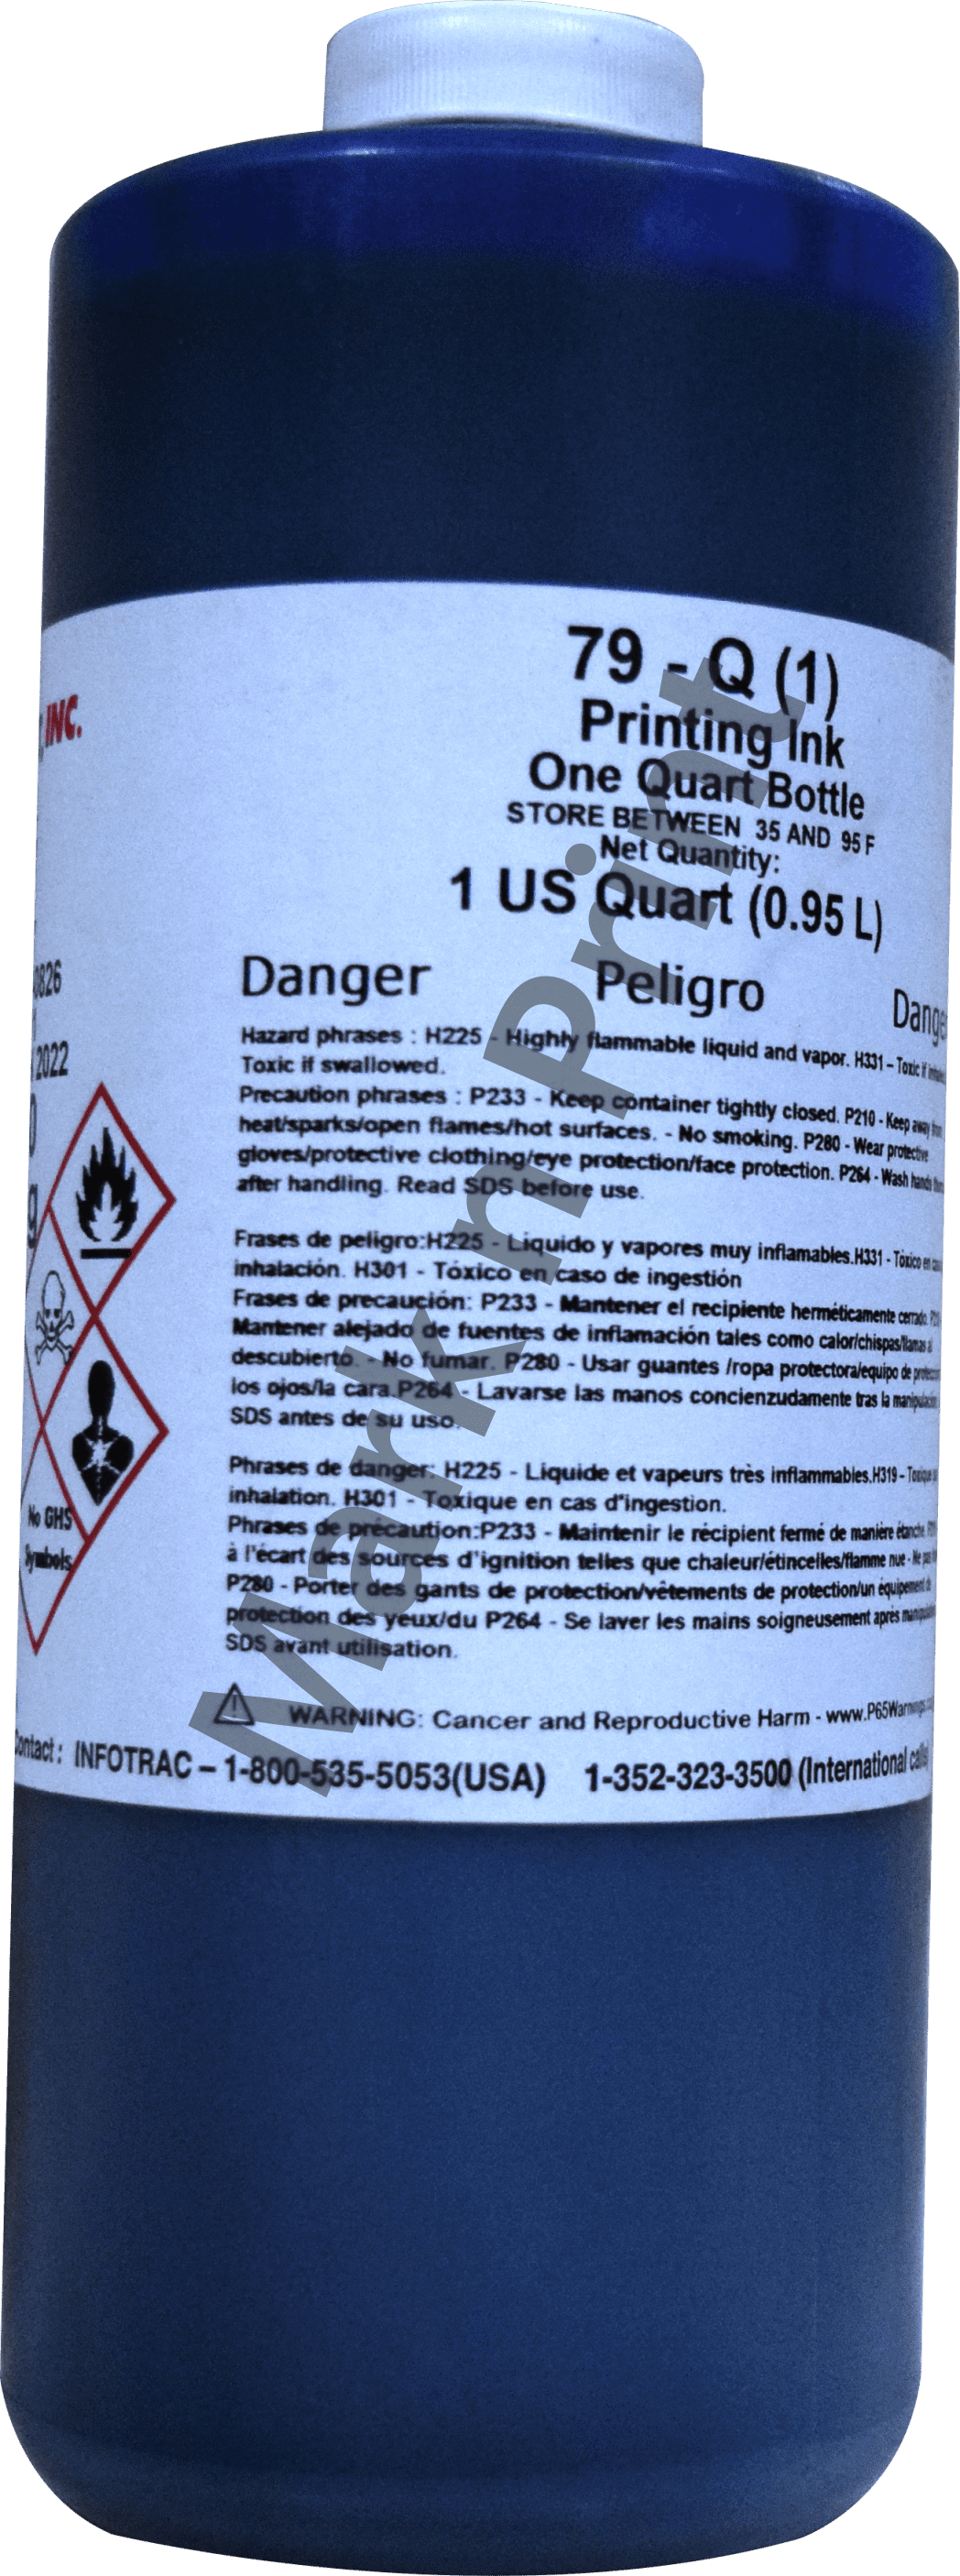 INC.
79 - Q (1)
Printing Ink
One Quart Bottle
STORE BETWEEN 35 AND 95 F
Net Quantity:
1 US Quart (0.95 L)
0826
2022
Danger Peligro Danger
Hazard phrases : H225 - Highly flammable liquid and vapor. H331 – Toxic if
Toxic if swallowed.
Precaution phrases : P233 - Keep container tightly closed. P210 - Keep away from
heat/sparks/open flames/hot surfaces. - No smoking. P280 - Wear protective
gloves/protective clothing/eye protection/face protection. P264 - Wash hands
after handling. Read SDS before use.
Frases de peligro:H225 - Liquido y vapores muy inflamables.H331 - Tóxico en
inhalación. H301 - Tóxico en caso de ingestión
Frases de precaución: P233 - Mantener el recipiente herméticamente cerrado.
Mantener alejado de fuentes de inflamación tales como calor/chispas/llamas al
descubierto. - No fumar. P280 - Usar guantes /ropa protectora/equipo de
los ojos/la cara.P264 - Lavarse las manos concienzudamente tras la
SDS antes de su uso.
Phrases de danger: H225 - Liquide et vapeurs très inflammables.H319 – Toxique
inhalation. H301 - Toxique en cas d'ingestion.
Phrases de précaution:P233 - Maintenir le récipient fermé de manière étanche.
à l'écart des sources d'ignition telles que chaleur/étincelles/flamme nue - Ne
P280 - Porter des gants de protection/vêtements de protection/un équipement de
protection des yeux/du P264 - Se laver les mains soigneusement après
SDS avant utilisation.
No GHS
Symbols
WARNING: Cancer and Reproductive Harm - www.P65Warnings
Contact : INFOTRAC – 1-800-535-5053(USA) 1-352-323-3500 (International calls)
Mark n Print